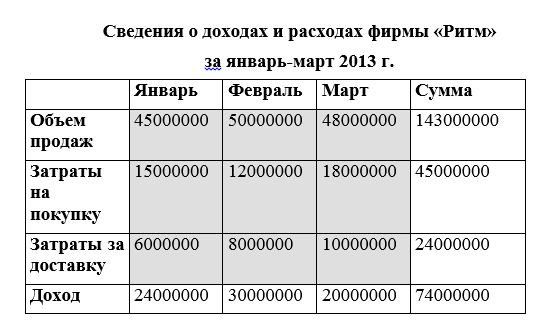 Сведения о доходах и расходах фирмы «Ритм»
за январь-март 2013 г.
Январь Февраль Март Сумма
Объем продаж 45000000 50000000 48000000 143000000
Затраты на покупку 15000000 12000000 18000000 45000000
Затраты за доставку 6000000 8000000 10000000 24000000
Доход 24000000 30000000 20000000 74000000